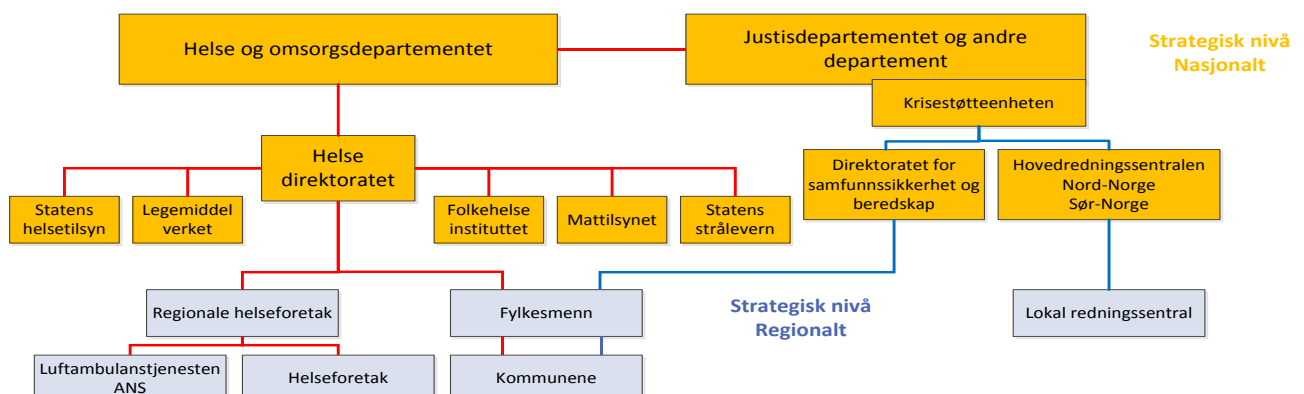 Helse og omsorgsdepartementet
Justisdepartementet og andre
departement
Strategisk nivå
Nasjonalt
Krisestøtteenheten
Helse
direktoratet
Direktoratet for
samfunnssikkerhet og
beredskap
Hovedredningssentralen
Nord-Norge
Sør-Norge
Statens
helsetilsyn
Legemiddel
verket
Folkehelse
instituttet
Mattilsynet
Statens
strålevern
Regionale helseforetak
Fylkesmenn
Strategisk nivå
Regionalt
Lokal redningssentral
Luftambulanstjenesten
ANS
Helseforetak
Kommunene